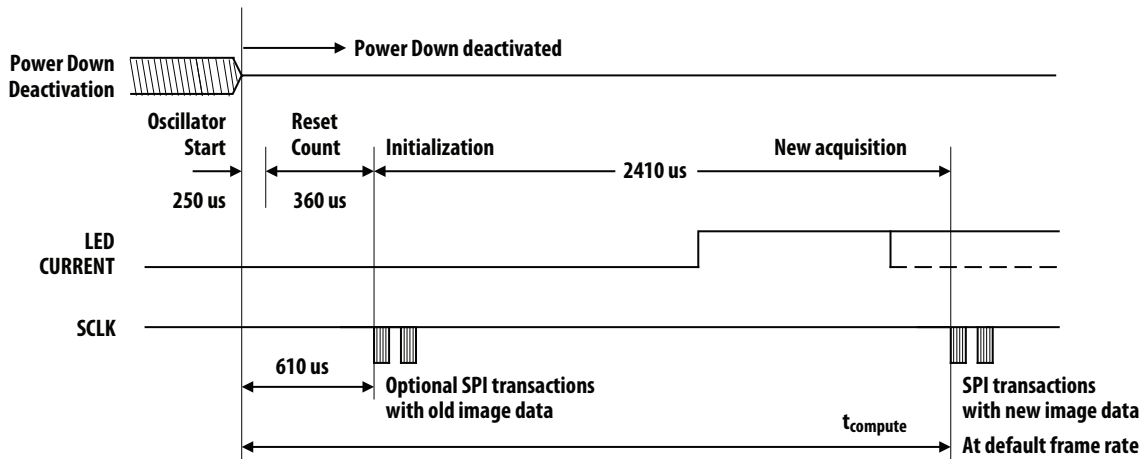 Power Down deactivated
Power Down
Deactivation
Oscillator
Start
Reset
Count
Initialization
New acquisition
2410 us
250 us
360 us
LED
CURRENT
SCLK
610 us
Optional SPI transactions
with old image data
SPI transactions
with new image data
tcompute
At default frame rate